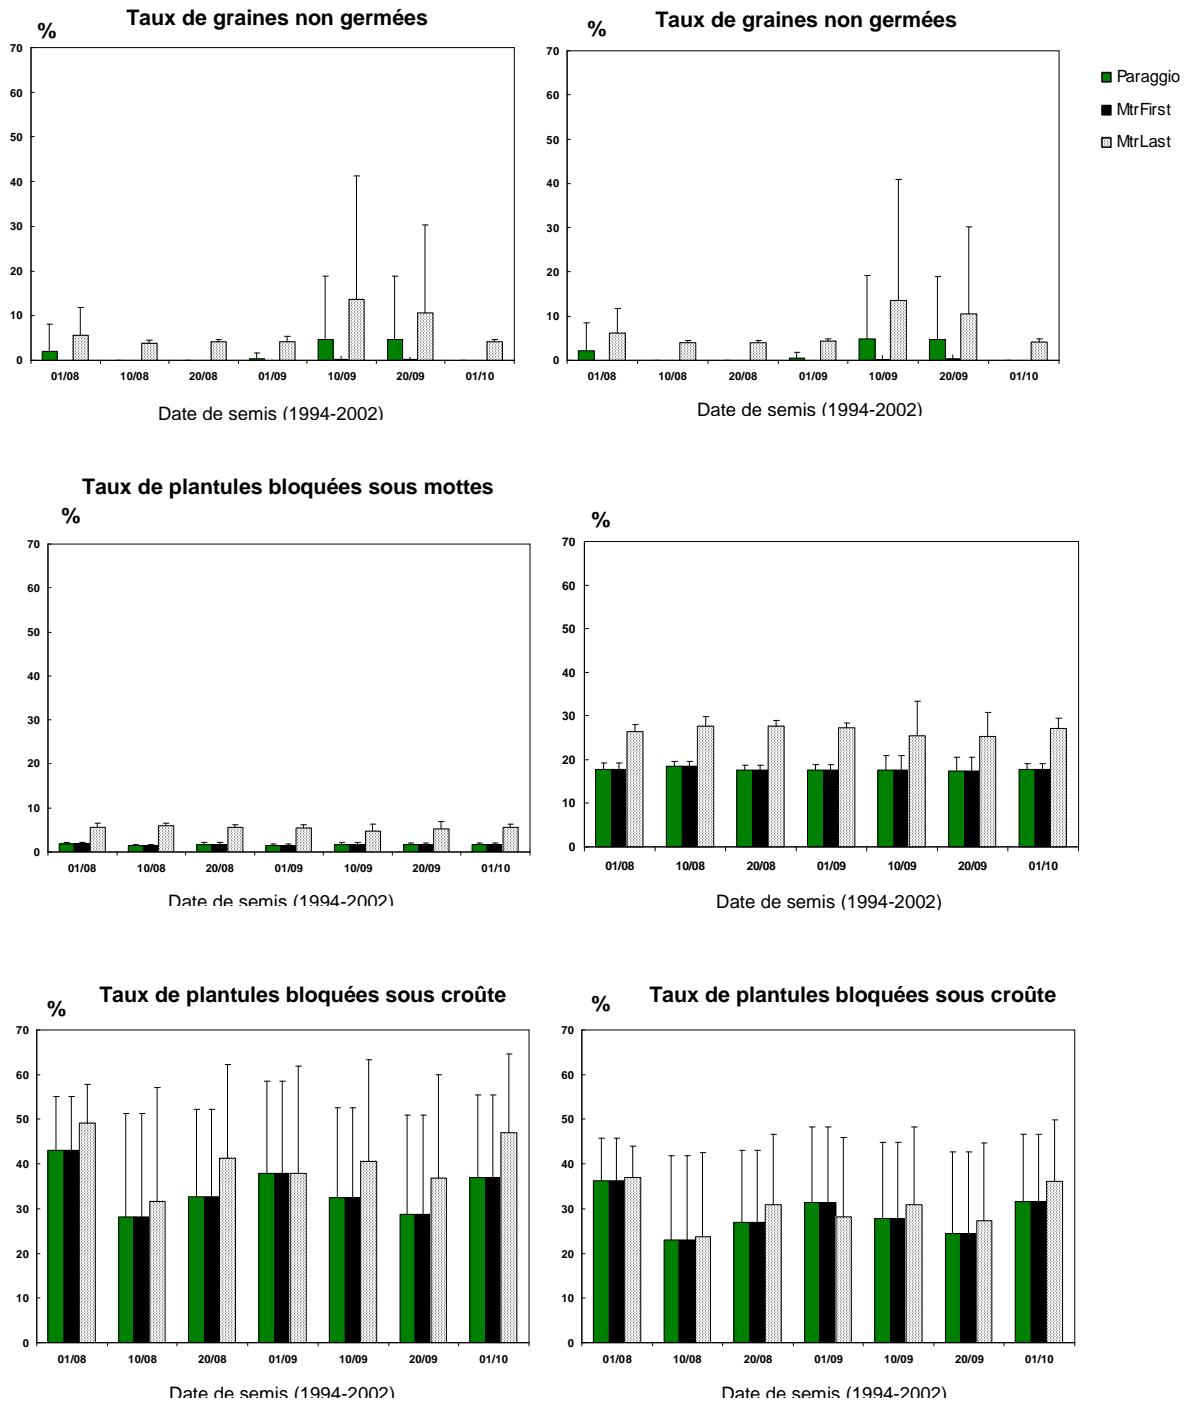 Taux de graines non germées
%
70
60
50
40
30
20
10
0
01/08 10/08 20/08 01/09 10/09 20/09 01/10
Date de semis (1994-2002)
Taux de graines non germées
%
70
60
50
40
30
20
10
0
01/08 10/08 20/08 01/09 10/09 20/09 01/10
Date de semis (1994-2002)
Paraggio
MtrFirst
MtrLast
Taux de plantules bloquées sous mottes
%
70
60
50
40
30
20
10
0
01/08 10/08 20/08 01/09 10/09 20/09 01/10
Date de semis (1994-2002)
%
70
60
50
40
30
20
10
0
01/08 10/08 20/08 01/09 10/09 20/09 01/10
Date de semis (1994-2002)
Taux de plantules bloquées sous croûte
%
70
60
50
40
30
20
10
0
01/08 10/08 20/08 01/09 10/09 20/09 01/10
Date de semis (1994-2002)
Taux de plantules bloquées sous croûte
%
70
60
50
40
30
20
10
0
01/08 10/08 20/08 01/09 10/09 20/09 01/10
Date de semis (1994-2002)